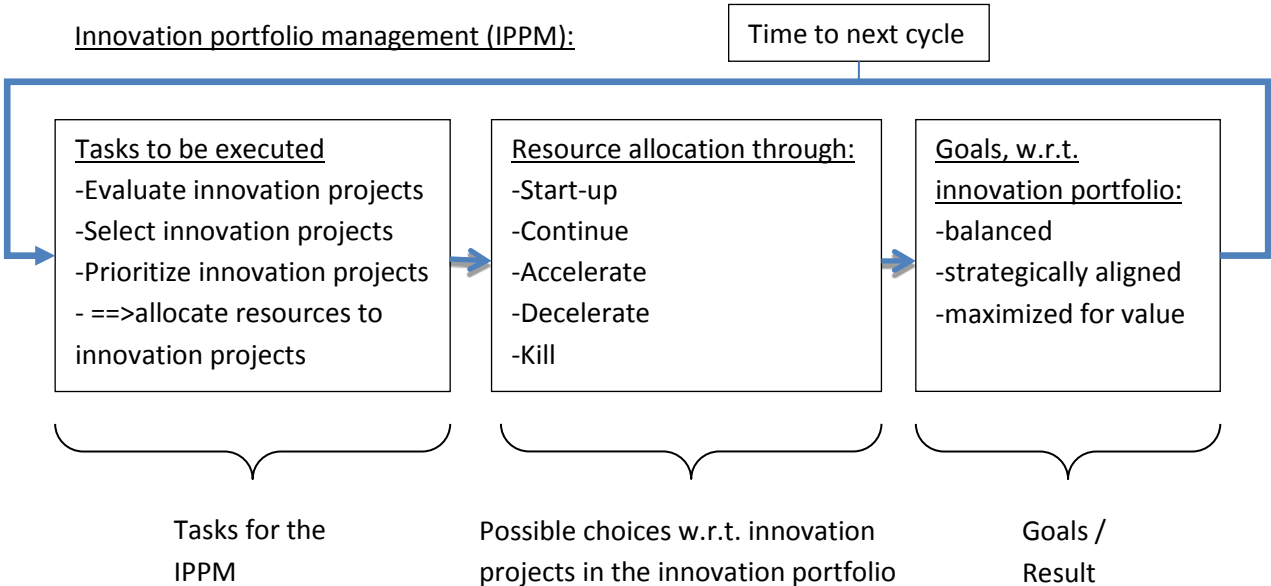 Innovation portfolio management (IPPM):
Time to next cycle
Tasks to be executed
-Evaluate innovation projects
-Select innovation projects
-Prioritize innovation projects
- ==>allocate resources to
innovation projects
Resource allocation through:
-Start-up
-Continue
-Accelerate
-Decelerate
-Kill
Goals, w.r.t.
innovation portfolio:
-balanced
-strategically aligned
-maximized for value
Tasks for the
IPPM
Possible choices w.r.t. innovation
projects in the innovation portfolio
Goals /
Result